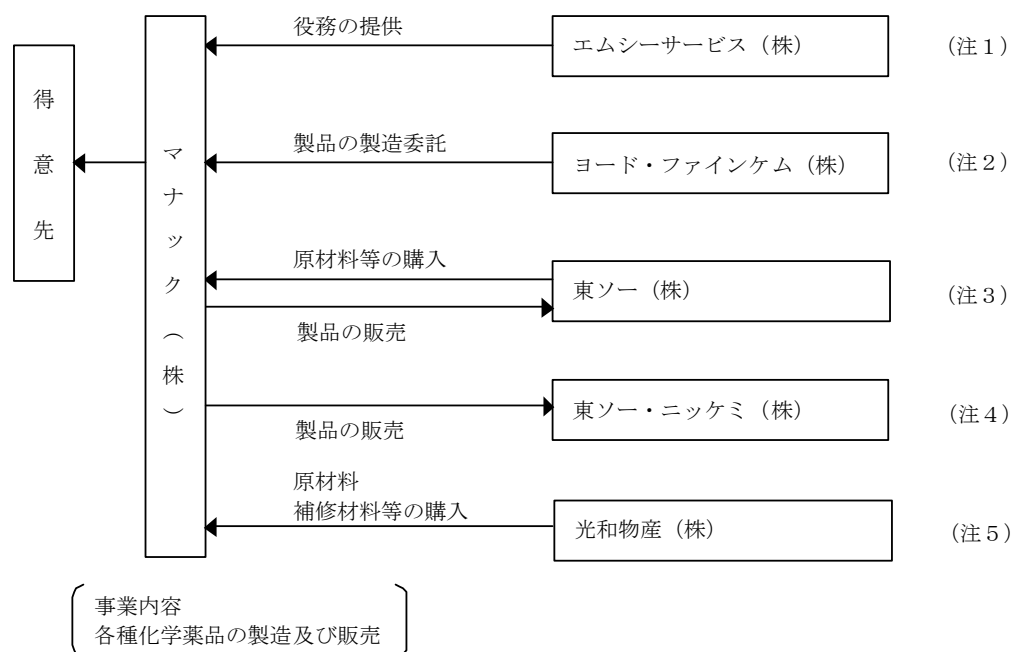 役務の提供
エムシーサービス（株）
（注１）
得意先
マナック（株）
製品の製造委託
ヨード・ファインケム（株）
（注２）
原材料等の購入
東ソー（株）
（注３）
製品の販売
東ソー・ニッケミ（株）
（注４）
製品の販売
原材料
補修材料等の購入
光和物産（株）
（注５）
事業内容
各種化学薬品の製造及び販売